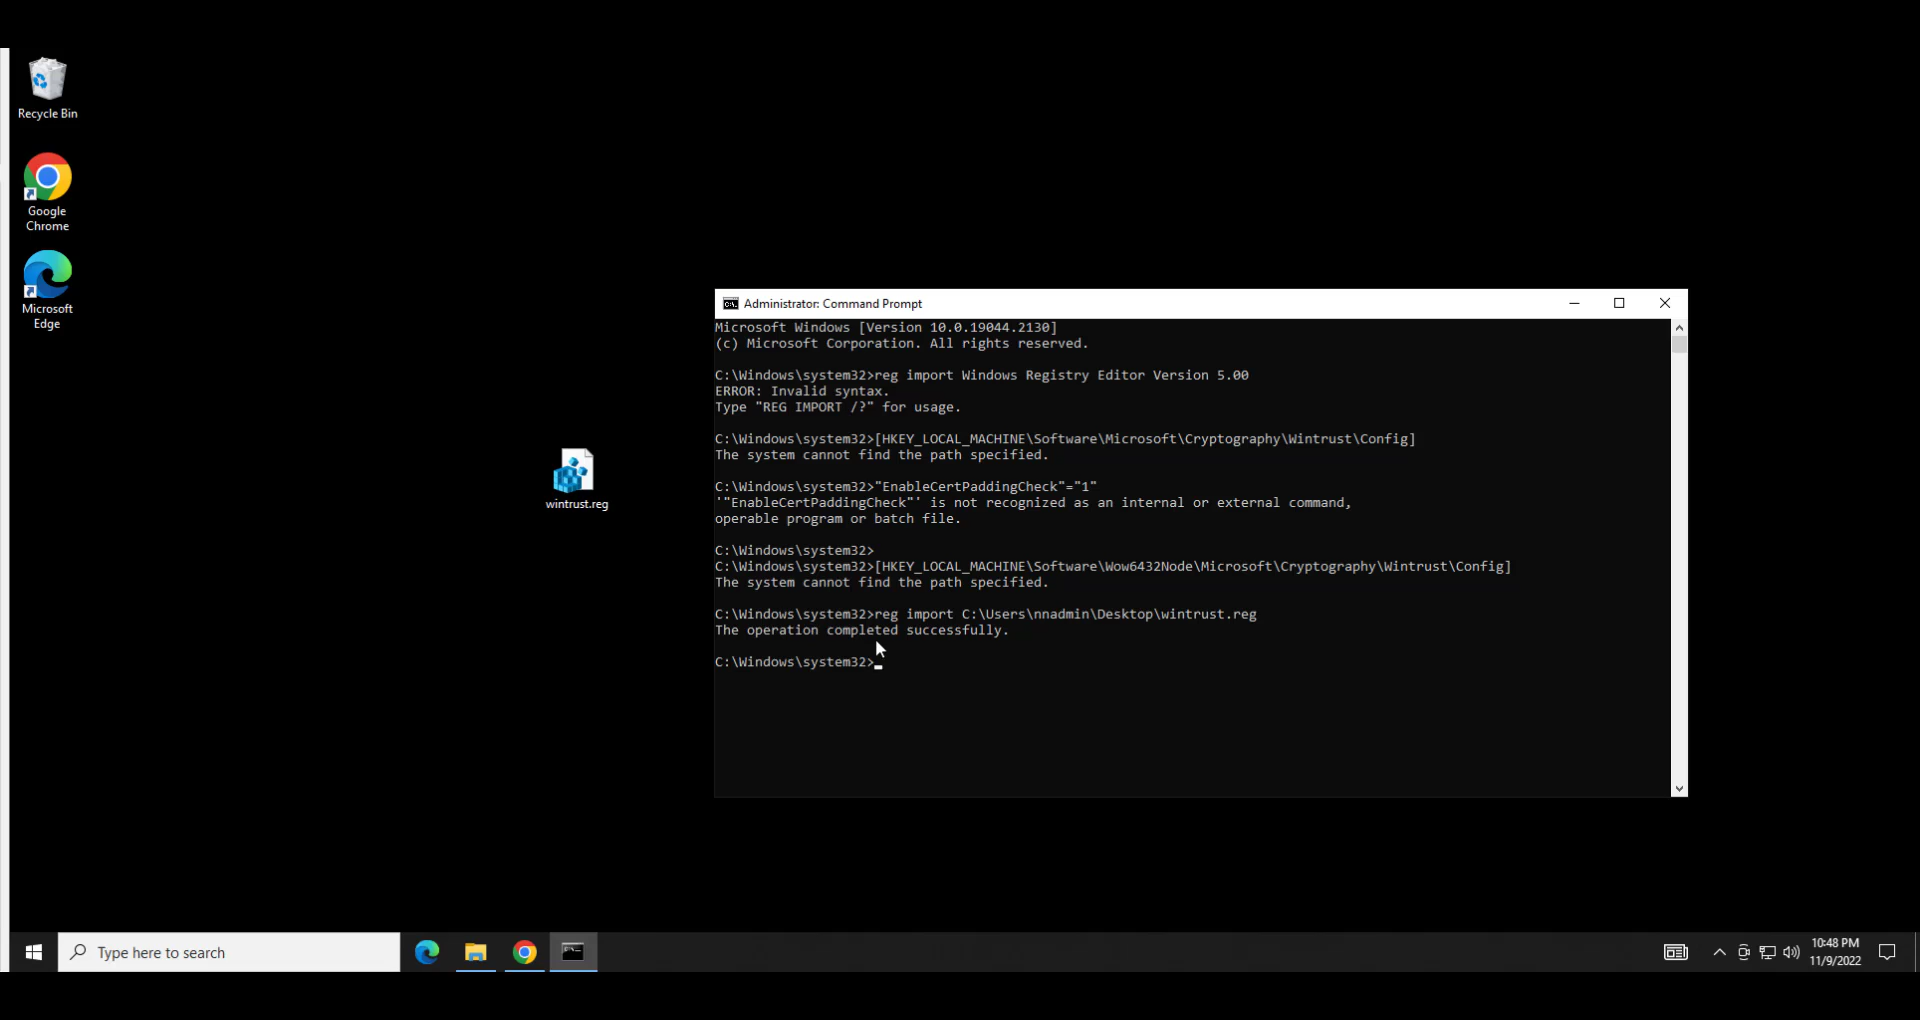 Recycle Bin
Google
Chrome
Microsoft
Edge
wintrust.reg
Administrator: Command Prompt
Microsoft Windows [Version 10.0.19044.2130]
(c) Microsoft Corporation. All rights reserved.
C:\Windows\system32>reg import Windows Registry Editor Version 5.00
ERROR: Invalid syntax.
Type "REG IMPORT /?" for usage.
C:\Windows\system32>[HKEY_LOCAL_MACHINE\Software\Microsoft\Cryptography\Wintrust\Config]
The system cannot find the path specified.
C:\Windows\system32>"EnableCertPaddingCheck"="1"
'"EnableCertPaddingCheck"' is not recognized as an internal or external command,
operable program or batch file.
C:\Windows\system32>
C:\Windows\system32>[HKEY_LOCAL_MACHINE\Software\Wow6432Node\Microsoft\Cryptography\Wintrust\Config]
The system cannot find the path specified.
C:\Windows\system32>reg import C:\Users\nnadmin\Desktop\wintrust.reg
The operation completed successfully.
C:\Windows\system32>
Type here to search
10:48 PM
11/9/2022